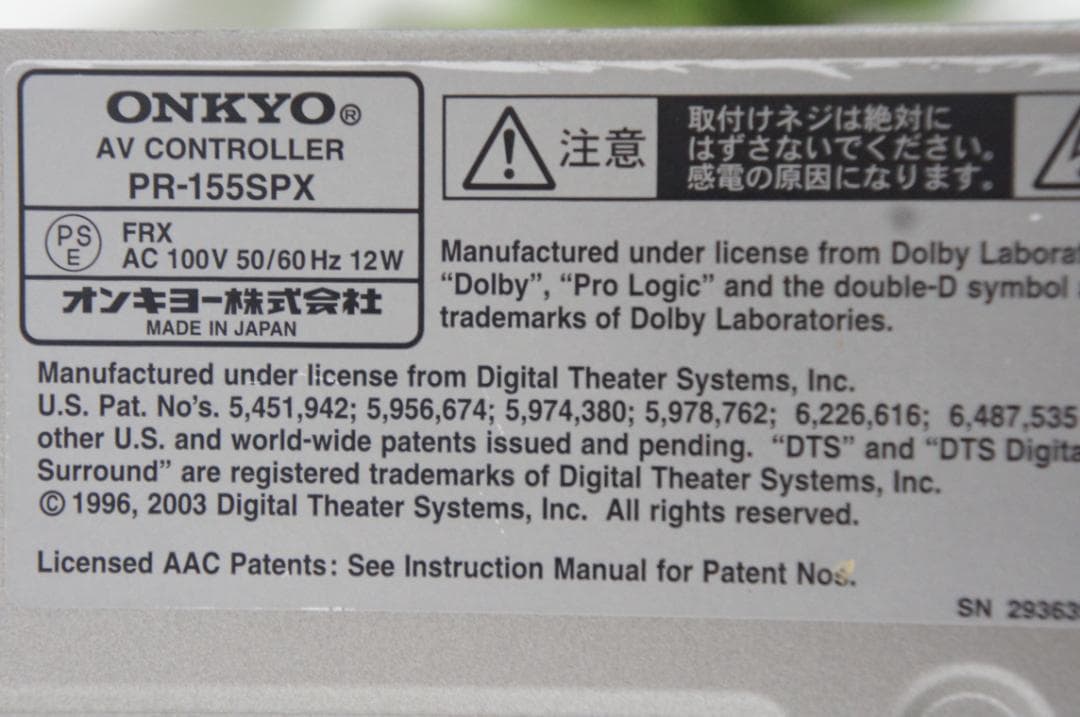 ONKYO®
AV CONTROLLER
PR-155SPX
PS
E
FRX
AC 100V 50/60Hz 12W
オンキヨー株式会社
MADE IN JAPAN
注意
取付けネジは絶対に
はずさないでください。
感電の原因になります。
Manufactured under license from Dolby
"Dolby", "Pro Logic" and the double-D symbol
trademarks of Dolby Laboratories.
Manufactured under license from Digital Theater Systems, Inc.
U.S. Pat. No's. 5,451,942; 5,956,674; 5,974,380; 5,978,762; 6,226,616; 6,487,535
other U.S. and world-wide patents issued and pending. "DTS" and "DTS
Surround" are registered trademarks of Digital Theater Systems, Inc.
© 1996, 2003 Digital Theater Systems, Inc. All rights reserved.
Licensed AAC Patents: See Instruction Manual for Patent Nos.
SN